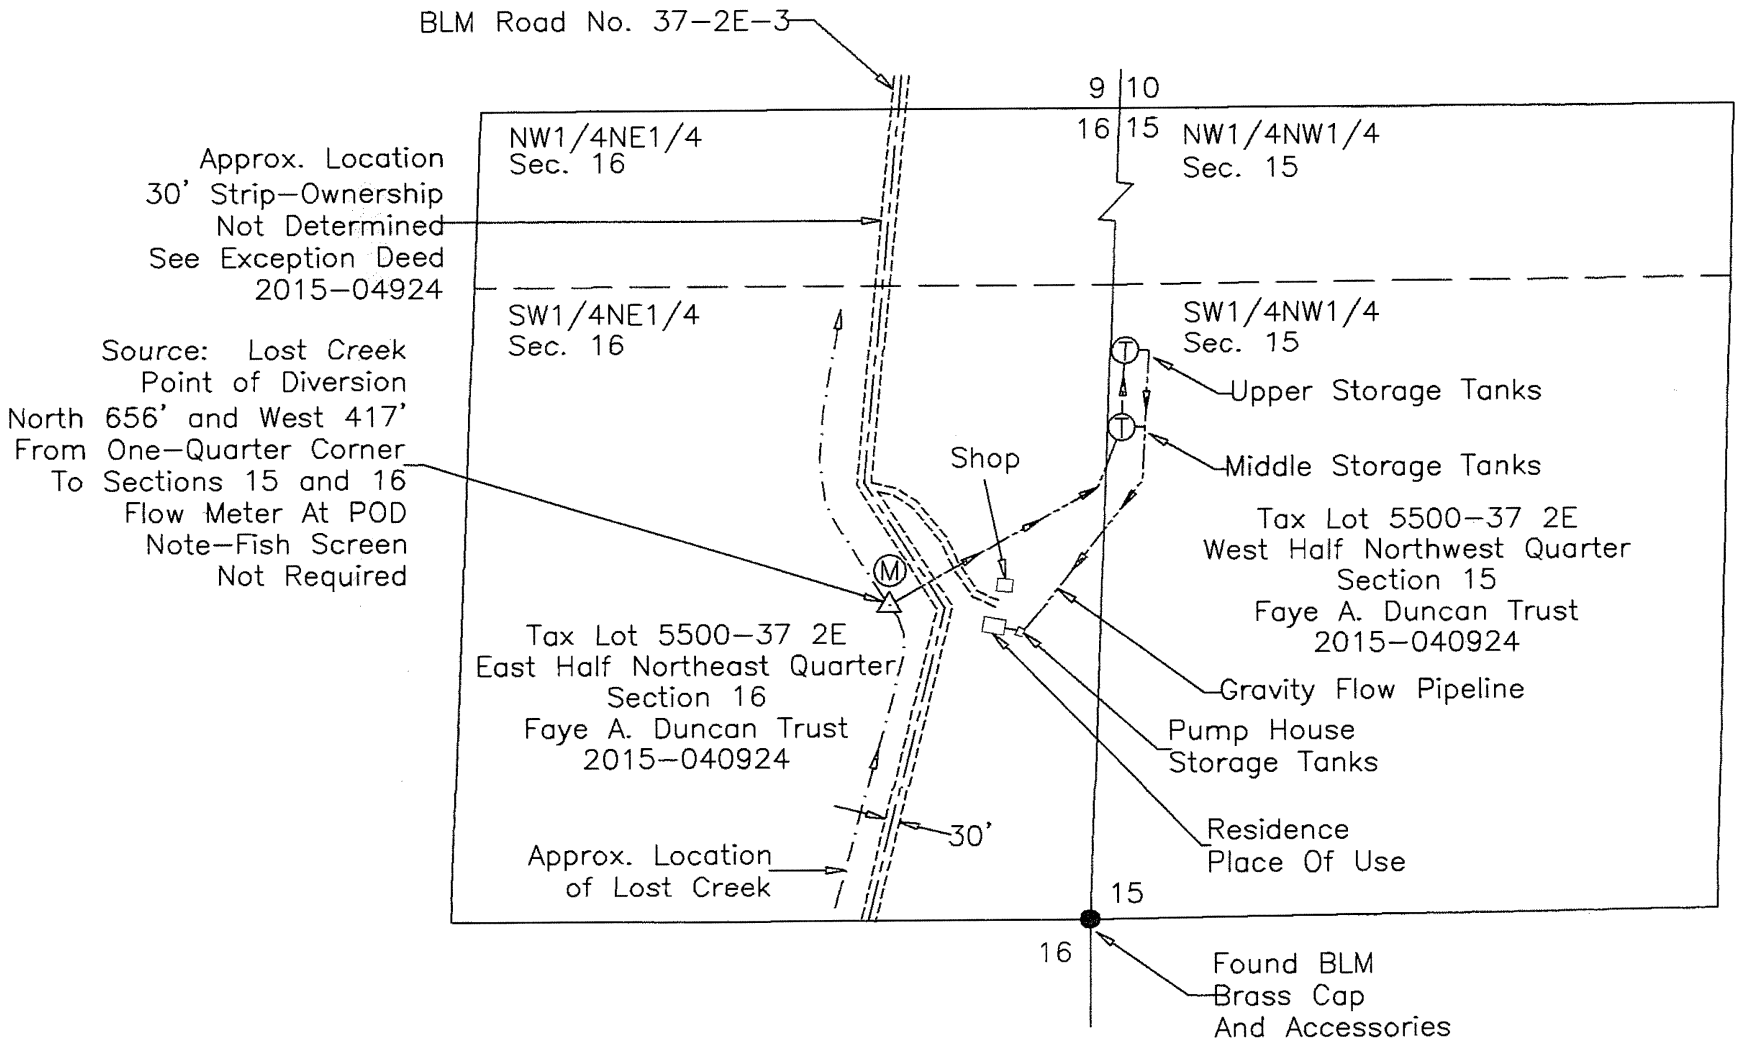 BLM Road No. 37-2E-3
9 10
16 15
NW1/4NE1/4
Sec. 16
NW1/4NW1/4
Sec. 15
Approx. Location
30' Strip-Ownership
Not Determined
See Exception Deed
2015-04924
SW1/4NE1/4
Sec. 16
SW1/4NW1/4
Sec. 15
Source: Lost Creek
Point of Diversion
North 656' and West 417'
From One-Quarter Corner
To Sections 15 and 16
Flow Meter At POD
Note-Fish Screen
Not Required
T
Upper Storage Tanks
T
Middle Storage Tanks
Shop
Tax Lot 5500-37 2E
West Half Northwest Quarter
Section 15
Faye A. Duncan Trust
2015-040924
M
Tax Lot 5500-37 2E
East Half Northeast Quarter
Section 16
Faye A. Duncan Trust
2015-040924
Gravity Flow Pipeline
Pump House
Storage Tanks
30'
Residence
Place Of Use
Approx. Location
of Lost Creek
15
16
Found BLM
Brass Cap
And Accessories